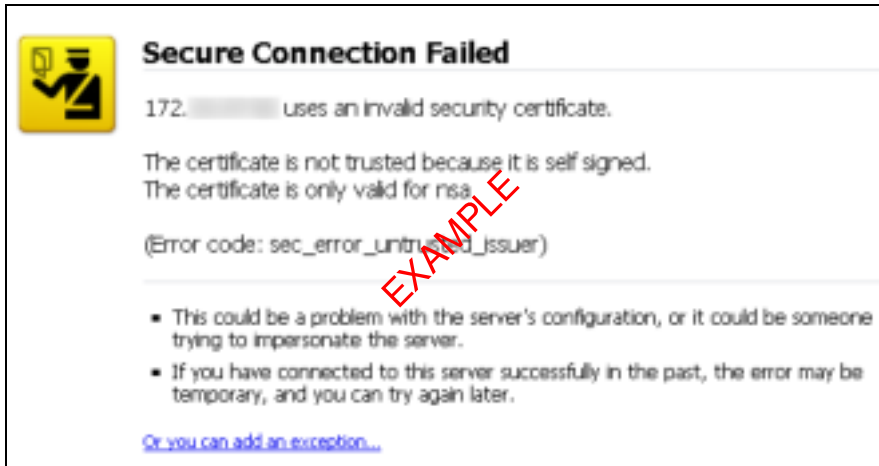 Secure Connection Failed
172. uses an invalid security certificate.
The certificate is not trusted because it is self signed.
The certificate is only valid for nsa
(Error code: sec_error_untrusted_issuer)
EXAMPLE
▪ This could be a problem with the server's configuration, or it could be someone
trying to impersonate the server.
▪ If you have connected to this server successfully in the past, the error may be
temporary, and you can try again later.
Or you can add an exception...